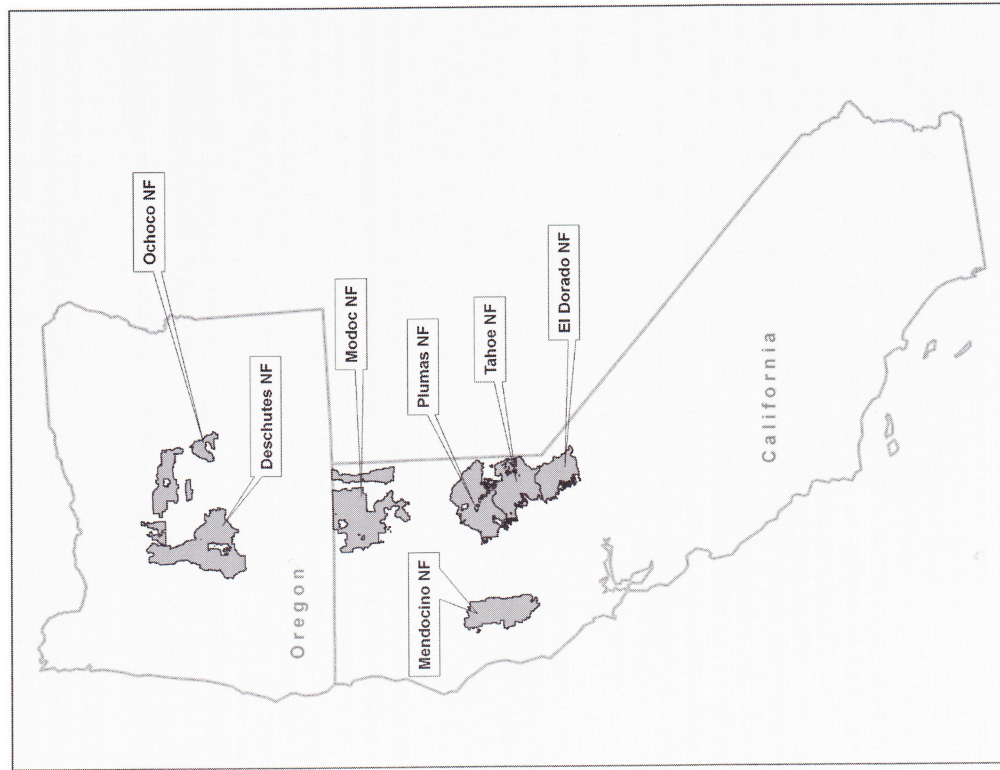 Ochoco NF
Deschutes NF
Oregon
Modoc NF
Plumas NF
Tahoe NF
El Dorado NF
Mendocino NF
California